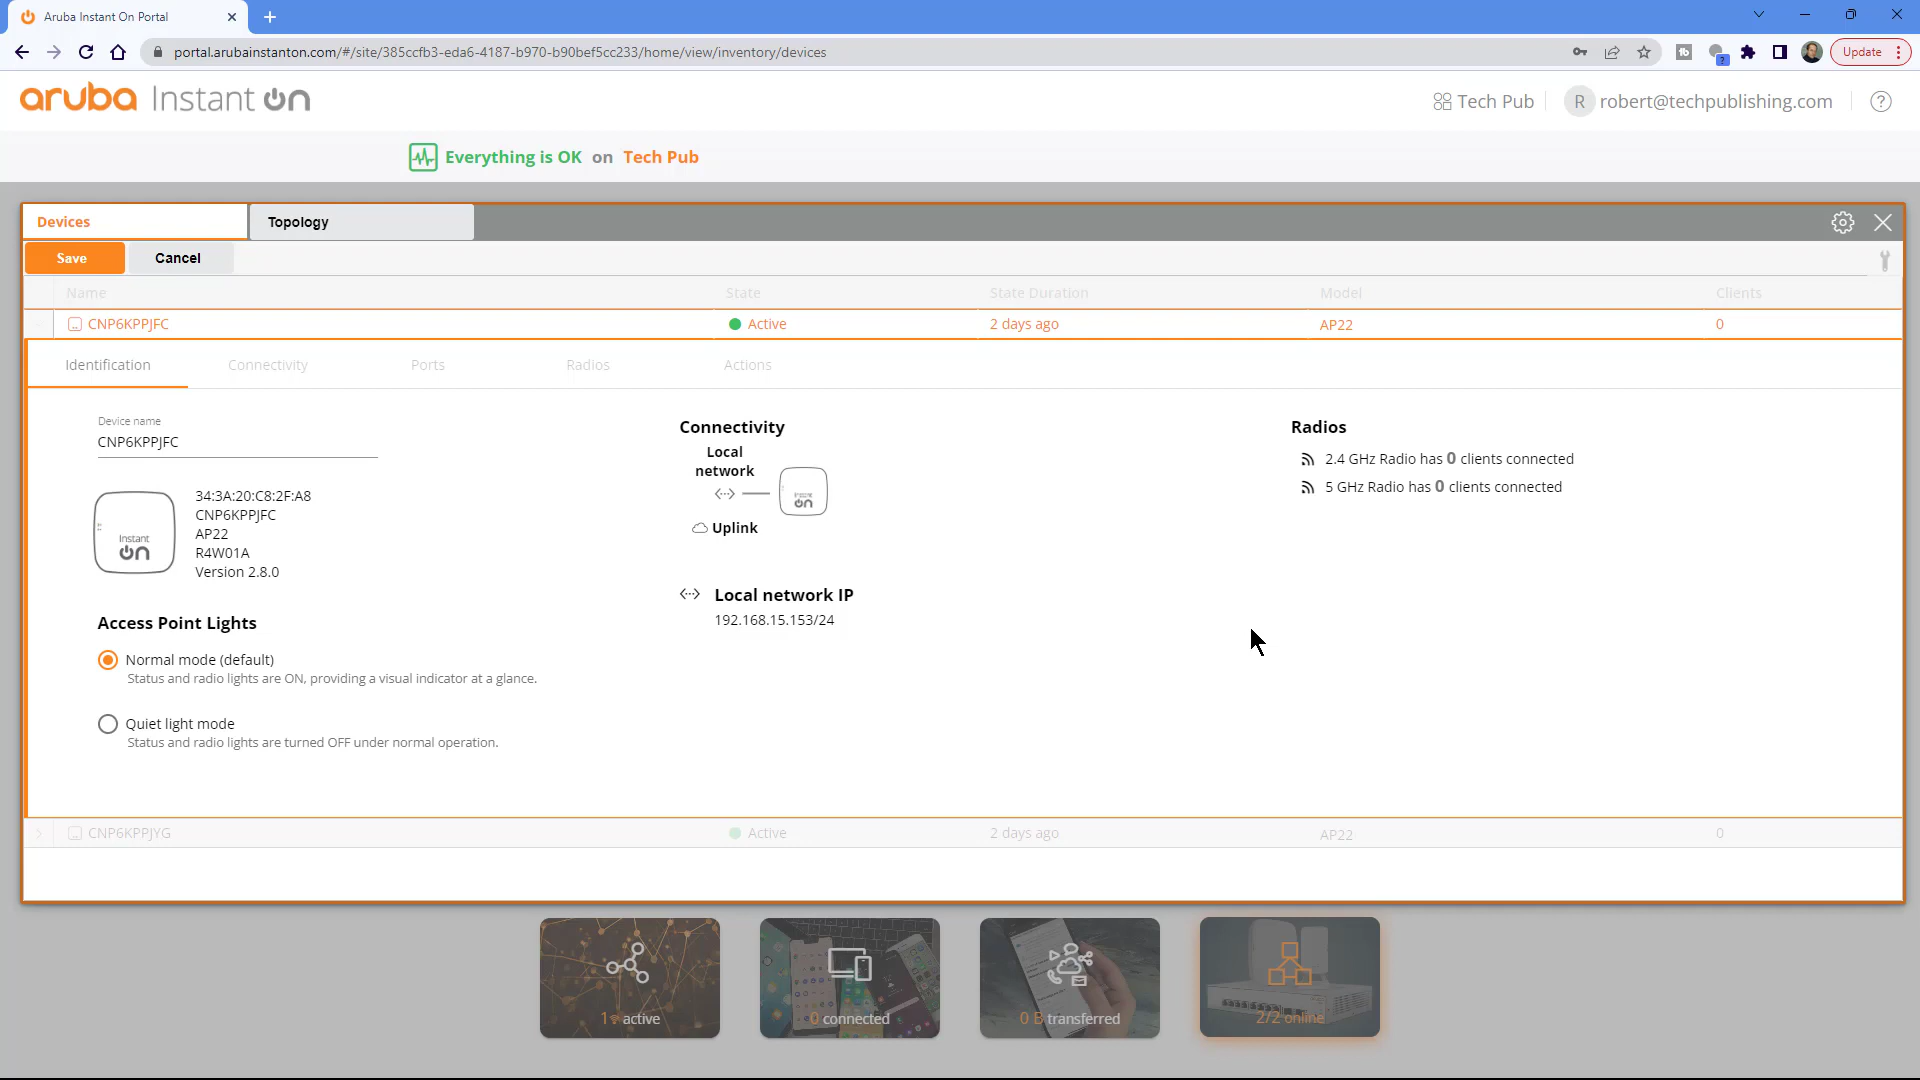 Aruba Instant On Portal
portal.arubainstanton.com/#/site/385ccfb3-eda6-4187-b970-b90bef5cc233/home/view/inventory/devices
Update
aruba Instant On
Tech Pub
R robert@techpublishing.com
Everything is OK on Tech Pub
Devices
Topology
Save
Cancel
Name State State Duration Model Clients
CNP6KPPJFC Active 2 days ago AP22 0
Identification Connectivity Ports Radios Actions
Device name
CNP6KPPJFC
Instant
On
34:3A:20:C8:2F:A8
CNP6KPPJFC
AP22
R4W01A
Version 2.8.0
Access Point Lights
Normal mode (default)
Status and radio lights are ON, providing a visual indicator at a glance.
Quiet light mode
Status and radio lights are turned OFF under normal operation.
Connectivity
Local
network
Uplink
Local network IP
192.168.15.153/24
Radios
2.4 GHz Radio has 0 clients connected
5 GHz Radio has 0 clients connected
CNP6KPPJYG Active 2 days ago AP22 0
1 active
0 connected
0 B transferred
2/2 online